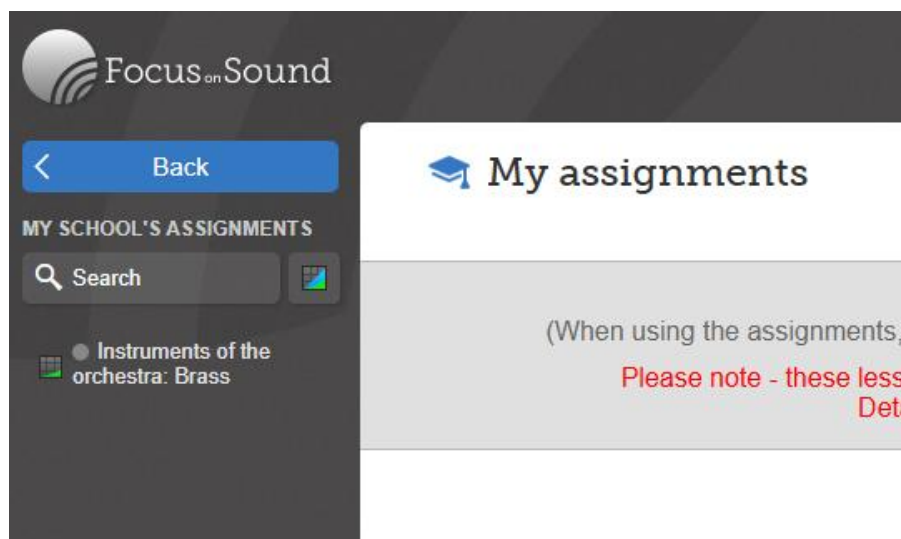 Focus on Sound
Back
MY SCHOOL'S ASSIGNMENTS
Search
Instruments of the
orchestra: Brass
My assignments
(When using the assignments,
Please note - these less
Deta